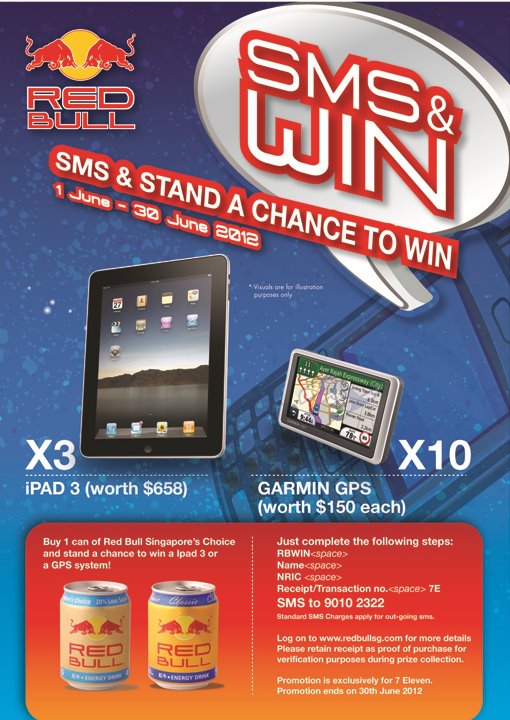 RED
BULL
SMS &
WIN
SMS & STAND A CHANCE TO WIN
1 June - 30 June 2012
* Visuals are for illustration
purposes only
Ayer Rajah Expressway (City)
X3
iPAD 3 (worth $658)
X10
GARMIN GPS
(worth $150 each)
Buy 1 can of Red Bull Singapore's Choice
and stand a chance to win a Ipad 3 or
a GPS system!
20% Less
RED
BULL
ENERGY DRINK
Classic
RED
BULL
ENERGY DRINK
Just complete the following steps:
RBWIN<space>
Name<space>
NRIC <space>
Receipt/Transaction no.<space> 7E
SMS to 9010 2322
Standard SMS Charges apply for out-going sms.
Log on to www.redbullsg.com for more details
Please retain receipt as proof of purchase for
verification purposes during prize collection.
Promotion is exclusively for 7 Eleven.
Promotion ends on 30th June 2012